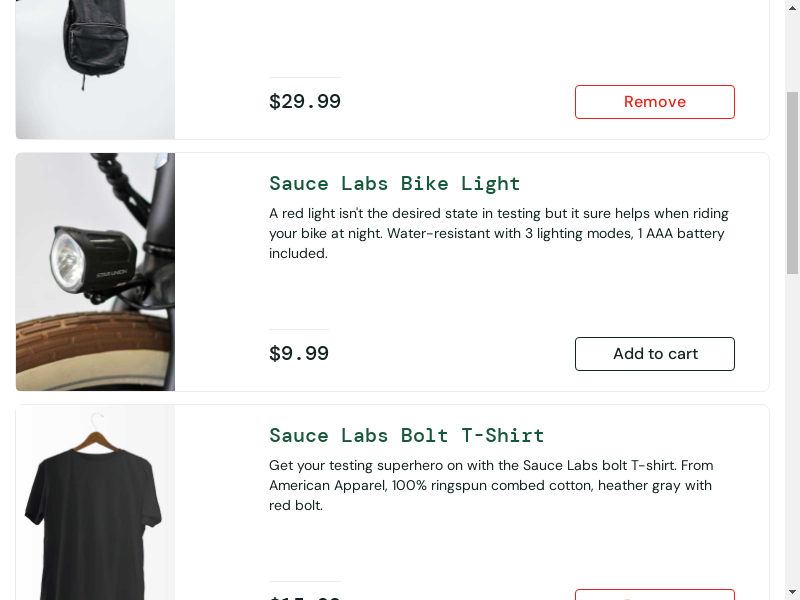 $29.99
Remove
Sauce Labs Bike Light
A red light isn't the desired state in testing but it sure helps when riding
your bike at night. Water-resistant with 3 lighting modes, 1 AAA battery
included.
$9.99
Add to cart
Sauce Labs Bolt T-Shirt
Get your testing superhero on with the Sauce Labs bolt T-shirt. From
American Apparel, 100% ringspun combed cotton, heather gray with
red bolt.